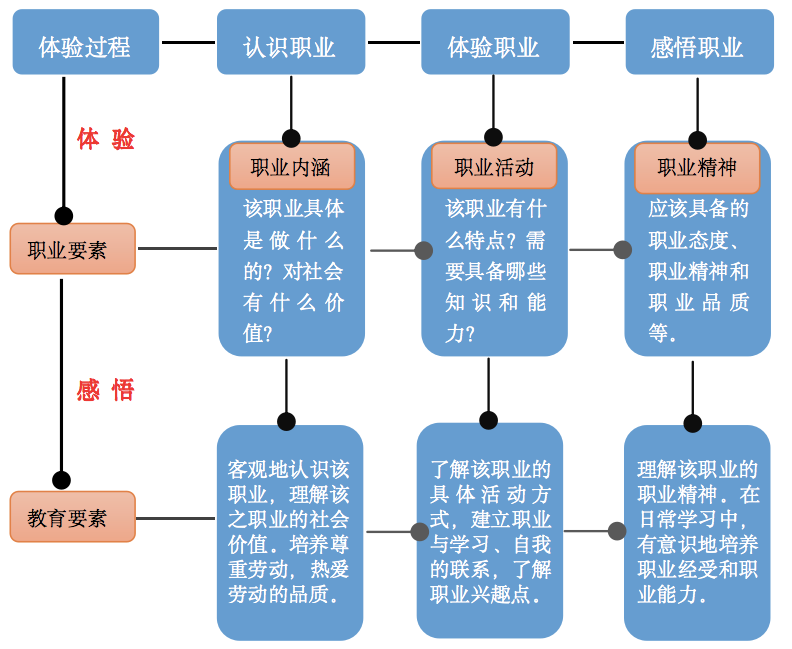 体验过程
认识职业
体验职业
感悟职业
体 验
职业要素
职业内涵
该职业具体
是做什么
的？对社会
有什么价
值？
职业活动
该职业有什
么特点？需
要具备哪些
知识和能
力？
职业精神
应该具备的
职业态度、
职业精神和
职业品质
等。
感 悟
教育要素
客观地认识该
职业，理解该
之职业的社会
价值。培养尊
重劳动，热爱
劳动的品质。
了解该职业的
具体活动方
式，建立职业
与学习、自我
的联系，了解
职业兴趣点。
理解该职业的
职业精神。在
日常学习中，
有意识地培养
职业经受和职
业能力。